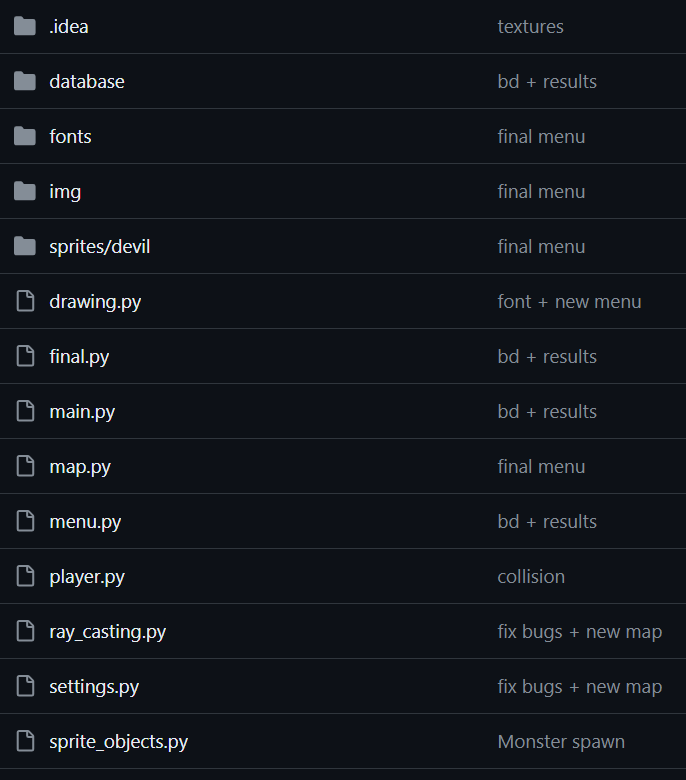 .idea textures
database bd + results
fonts final menu
img final menu
sprites/devil final menu
drawing.py font + new menu
final.py bd + results
main.py bd + results
map.py final menu
menu.py bd + results
player.py collision
ray_casting.py fix bugs + new map
settings.py fix bugs + new map
sprite_objects.py Monster spawn